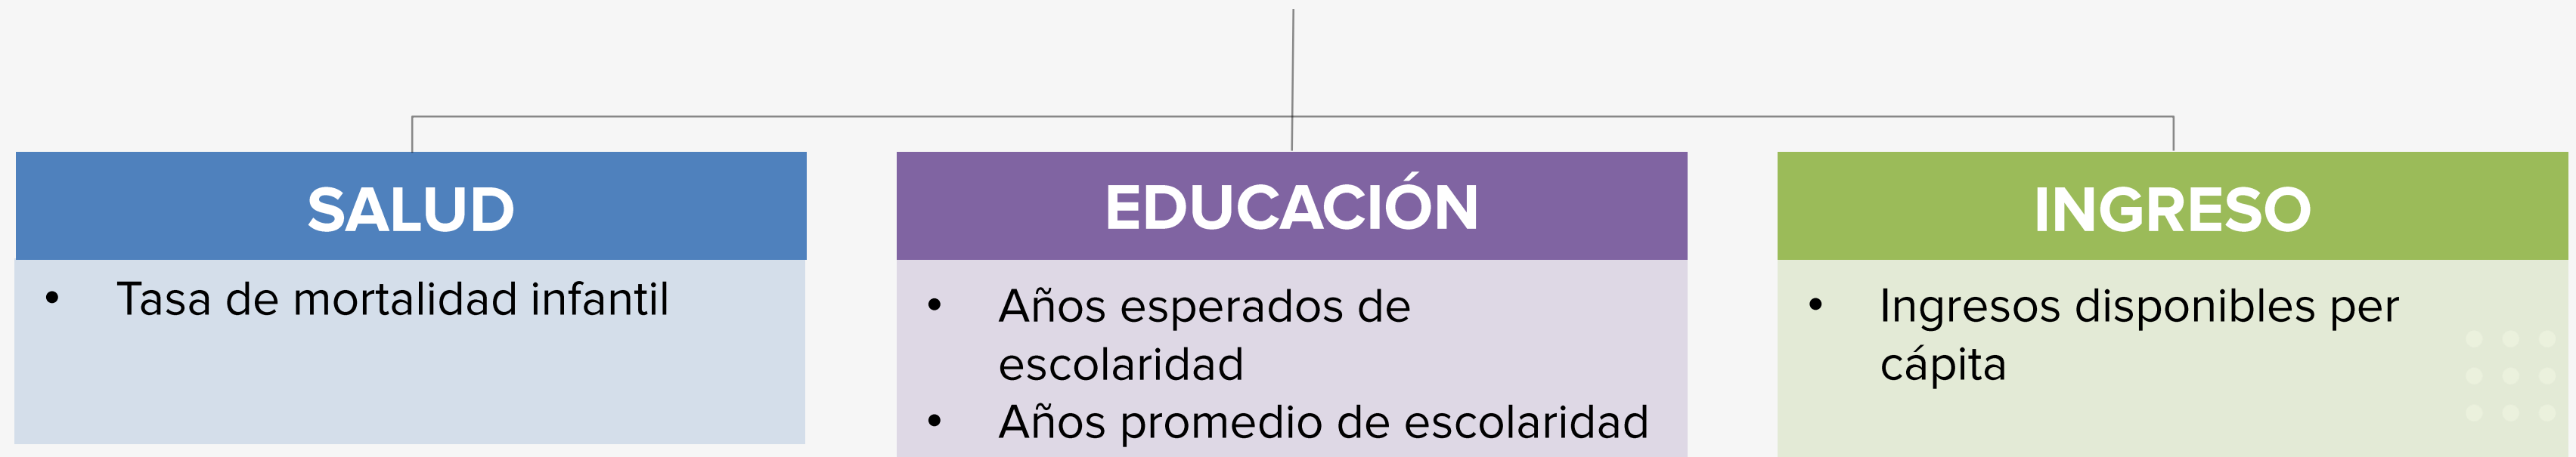 SALUD
• Tasa de mortalidad infantil
EDUCACIÓN
• Años esperados de
escolaridad
• Años promedio de escolaridad
INGRESO
• Ingresos disponibles per
cápita